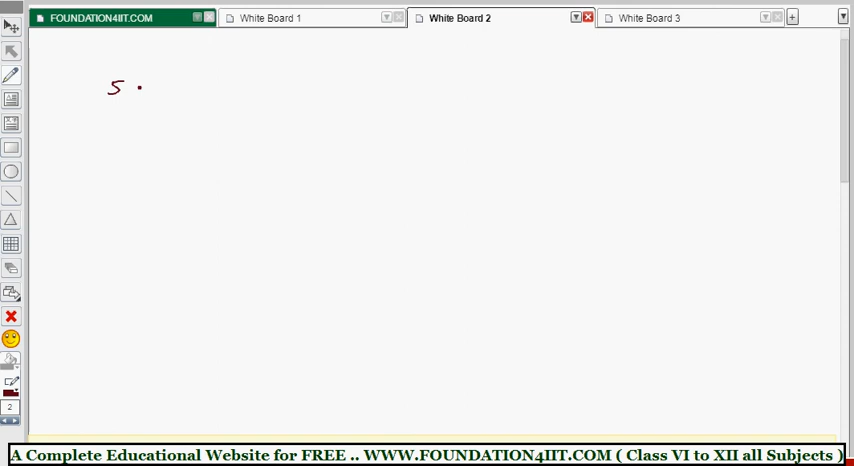 FOUNDATION4IIT.COM White Board 1 White Board 2 White Board 3
5 .
2
A Complete Educational Website for FREE .. WWW.FOUNDATION4IIT.COM ( Class VI to XII all Subjects )